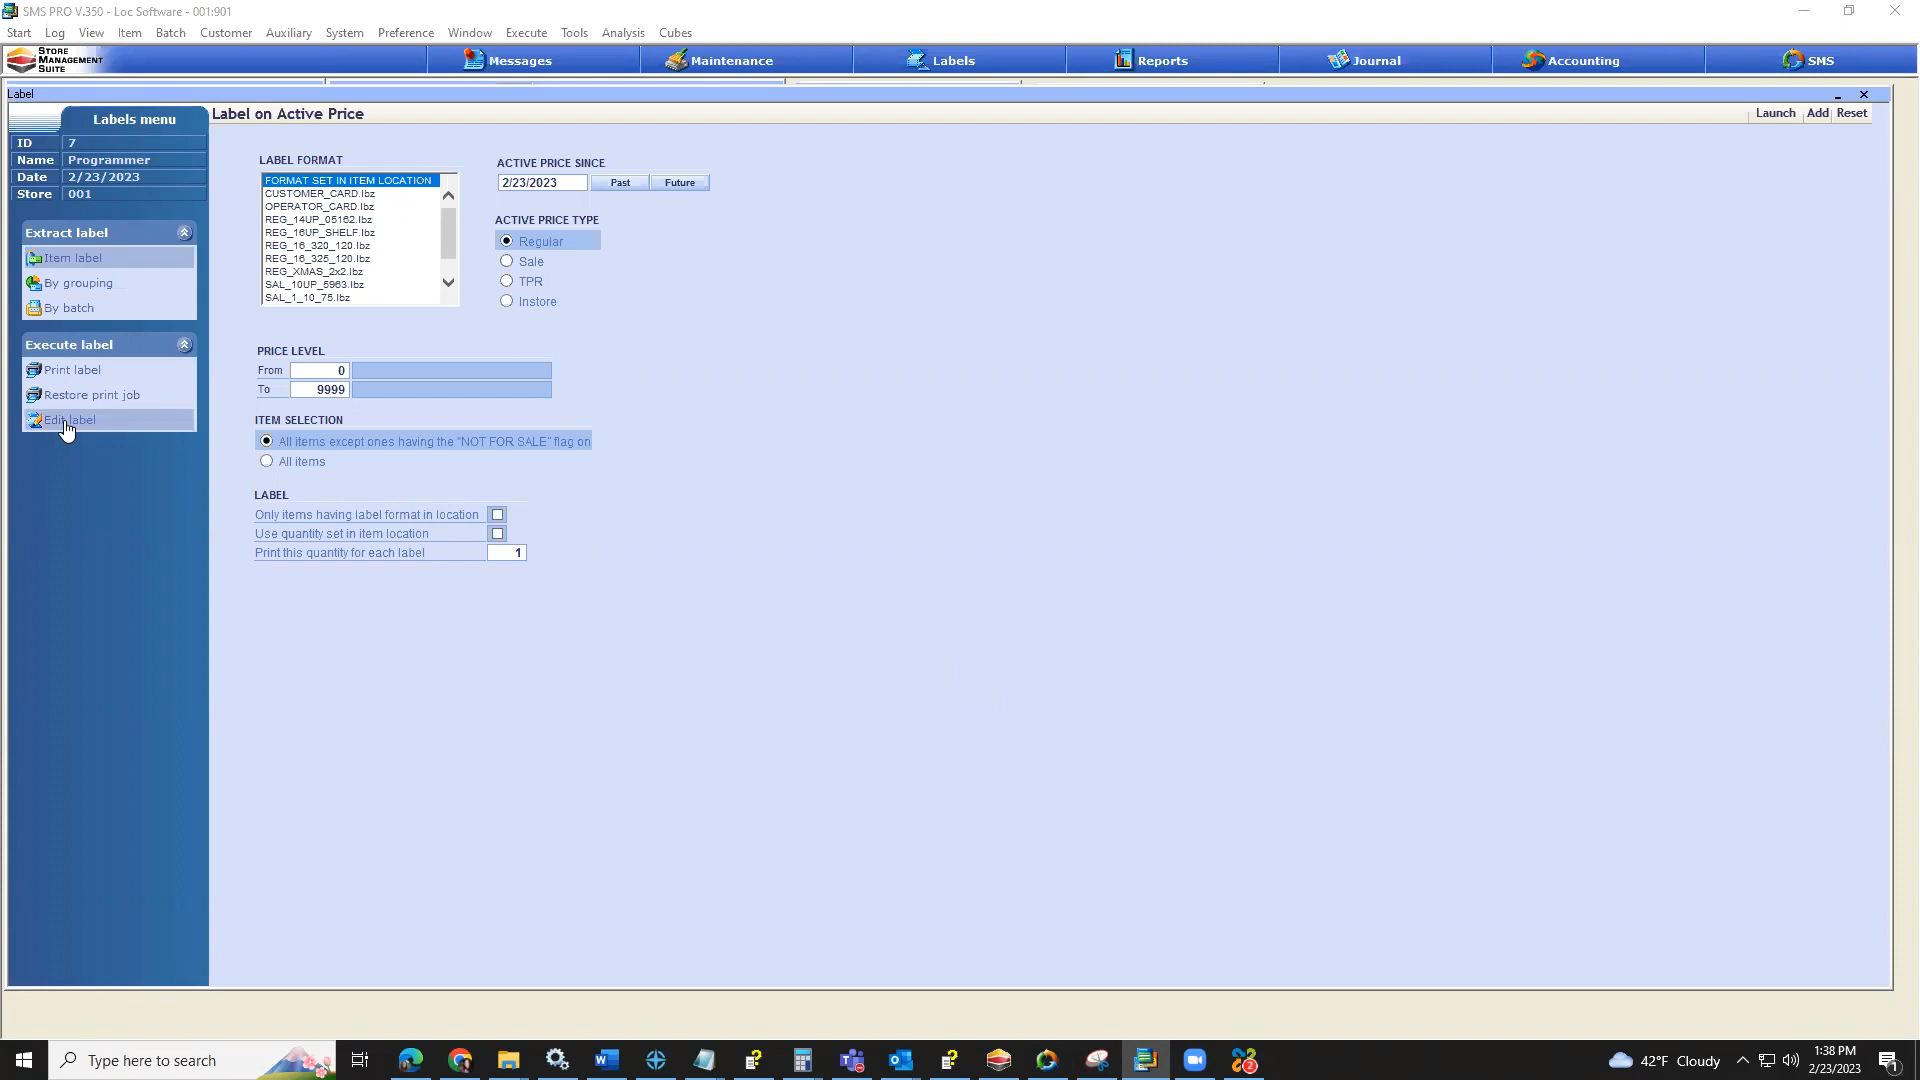 SMS PRO V.350 - Loc Software - 001:901
Start Log View Item Batch Customer Auxiliary System Preference Window Execute Tools Analysis Cubes
STORE
MANAGEMENT
SUITE
Messages Maintenance Labels Reports Journal Accounting SMS
Label
Labels menu
ID 7
Name Programmer
Date 2/23/2023
Store 001
Extract label
Item label
By grouping
By batch
Execute label
Print label
Restore print job
Edit label
Label on Active Price
Launch Add Reset
LABEL FORMAT
FORMAT SET IN ITEM LOCATION
CUSTOMER_CARD.lbz
OPERATOR_CARD.lbz
REG_14UP_05162.lbz
REG_16UP_SHELF.lbz
REG_16_320_120.lbz
REG_16_325_120.lbz
REG_XMAS_2x2.lbz
SAL_10UP_5963.lbz
SAL_1_10_75.lbz
ACTIVE PRICE SINCE
2/23/2023 Past Future
ACTIVE PRICE TYPE
Regular
Sale
TPR
Instore
PRICE LEVEL
From 0
To 9999
ITEM SELECTION
All items except ones having the "NOT FOR SALE" flag on
All items
LABEL
Only items having label format in location
Use quantity set in item location
Print this quantity for each label 1
Type here to search
42°F Cloudy
1:38 PM
2/23/2023